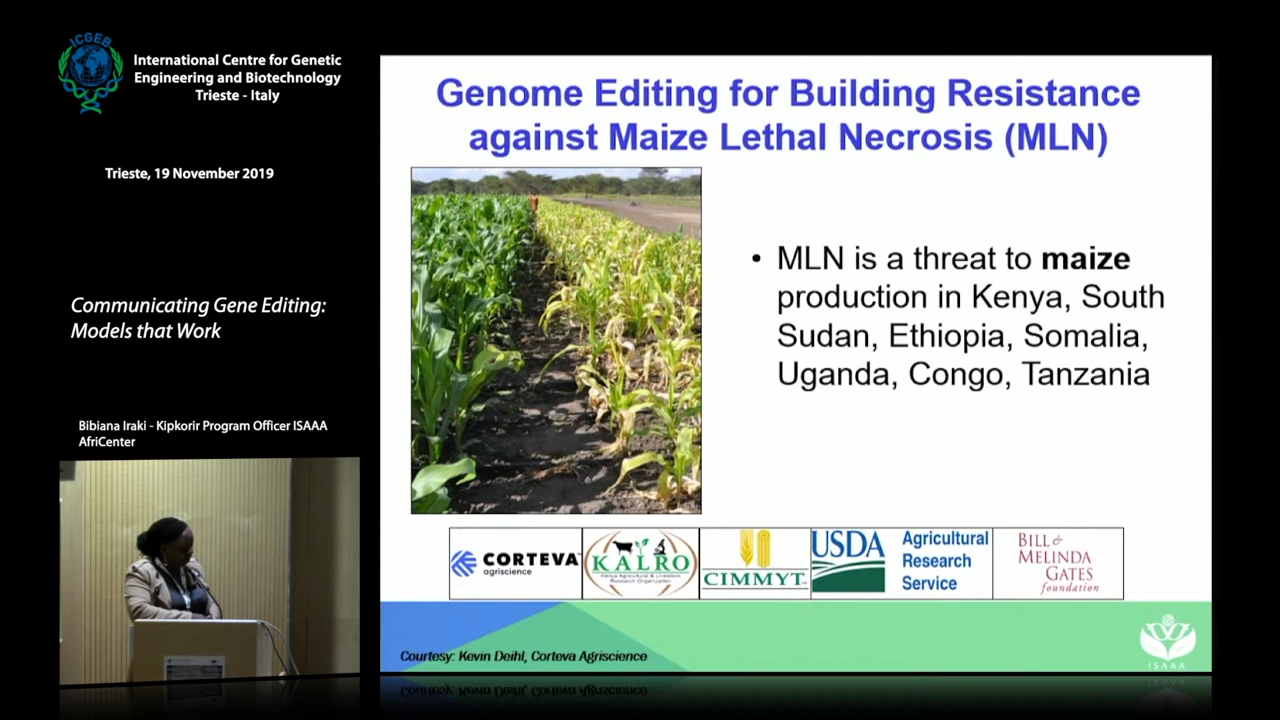 ICGEB
International Centre for Genetic
Engineering and Biotechnology
Trieste - Italy
Trieste, 19 November 2019
Communicating Gene Editing:
Models that Work
Bibiana Iraki - Kipkorir Program Officer ISAAA
AfriCenter
Genome Editing for Building Resistance
against Maize Lethal Necrosis (MLN)
• MLN is a threat to maize
production in Kenya, South
Sudan, Ethiopia, Somalia,
Uganda, Congo, Tanzania
CORTEVA™
agriscience
KALRO
Kenya Agricultural & Livestock
Research Organization
CIMMYT
USDA
Agricultural
Research
Service
BILL &
MELINDA
GATES
foundation
Courtesy: Kevin Deihl, Corteva Agriscience
ISAAA